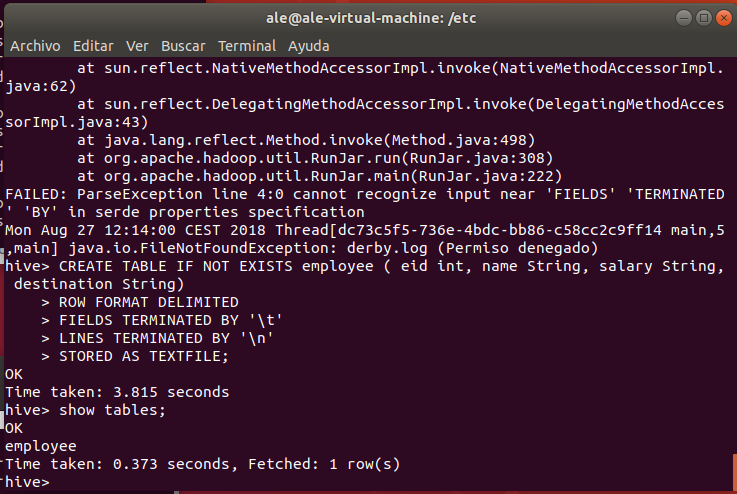 ale@ale-virtual-machine: /etc
Archivo Editar Ver Buscar Terminal Ayuda
at sun.reflect.NativeMethodAccessorImpl.invoke(NativeMethodAccessorImpl.
java:62)
at sun.reflect.DelegatingMethodAccessorImpl.invoke(DelegatingMethodAcces
sorImpl.java:43)
at java.lang.reflect.Method.invoke(Method.java:498)
at org.apache.hadoop.util.RunJar.run(RunJar.java:308)
at org.apache.hadoop.util.RunJar.main(RunJar.java:222)
FAILED: ParseException line 4:0 cannot recognize input near 'FIELDS' 'TERMINATED
' 'BY' in serde properties specification
Mon Aug 27 12:14:00 CEST 2018 Thread[dc73c5f5-736e-4bdc-bb86-c58cc2c9ff14 main,5
,main] java.io.FileNotFoundException: derby.log (Permiso denegado)
hive> CREATE TABLE IF NOT EXISTS employee ( eid int, name String, salary String,
destination String)
> ROW FORMAT DELIMITED
> FIELDS TERMINATED BY '\t'
> LINES TERMINATED BY '\n'
> STORED AS TEXTFILE;
OK
Time taken: 3.815 seconds
hive> show tables;
OK
employee
Time taken: 0.373 seconds, Fetched: 1 row(s)
hive>